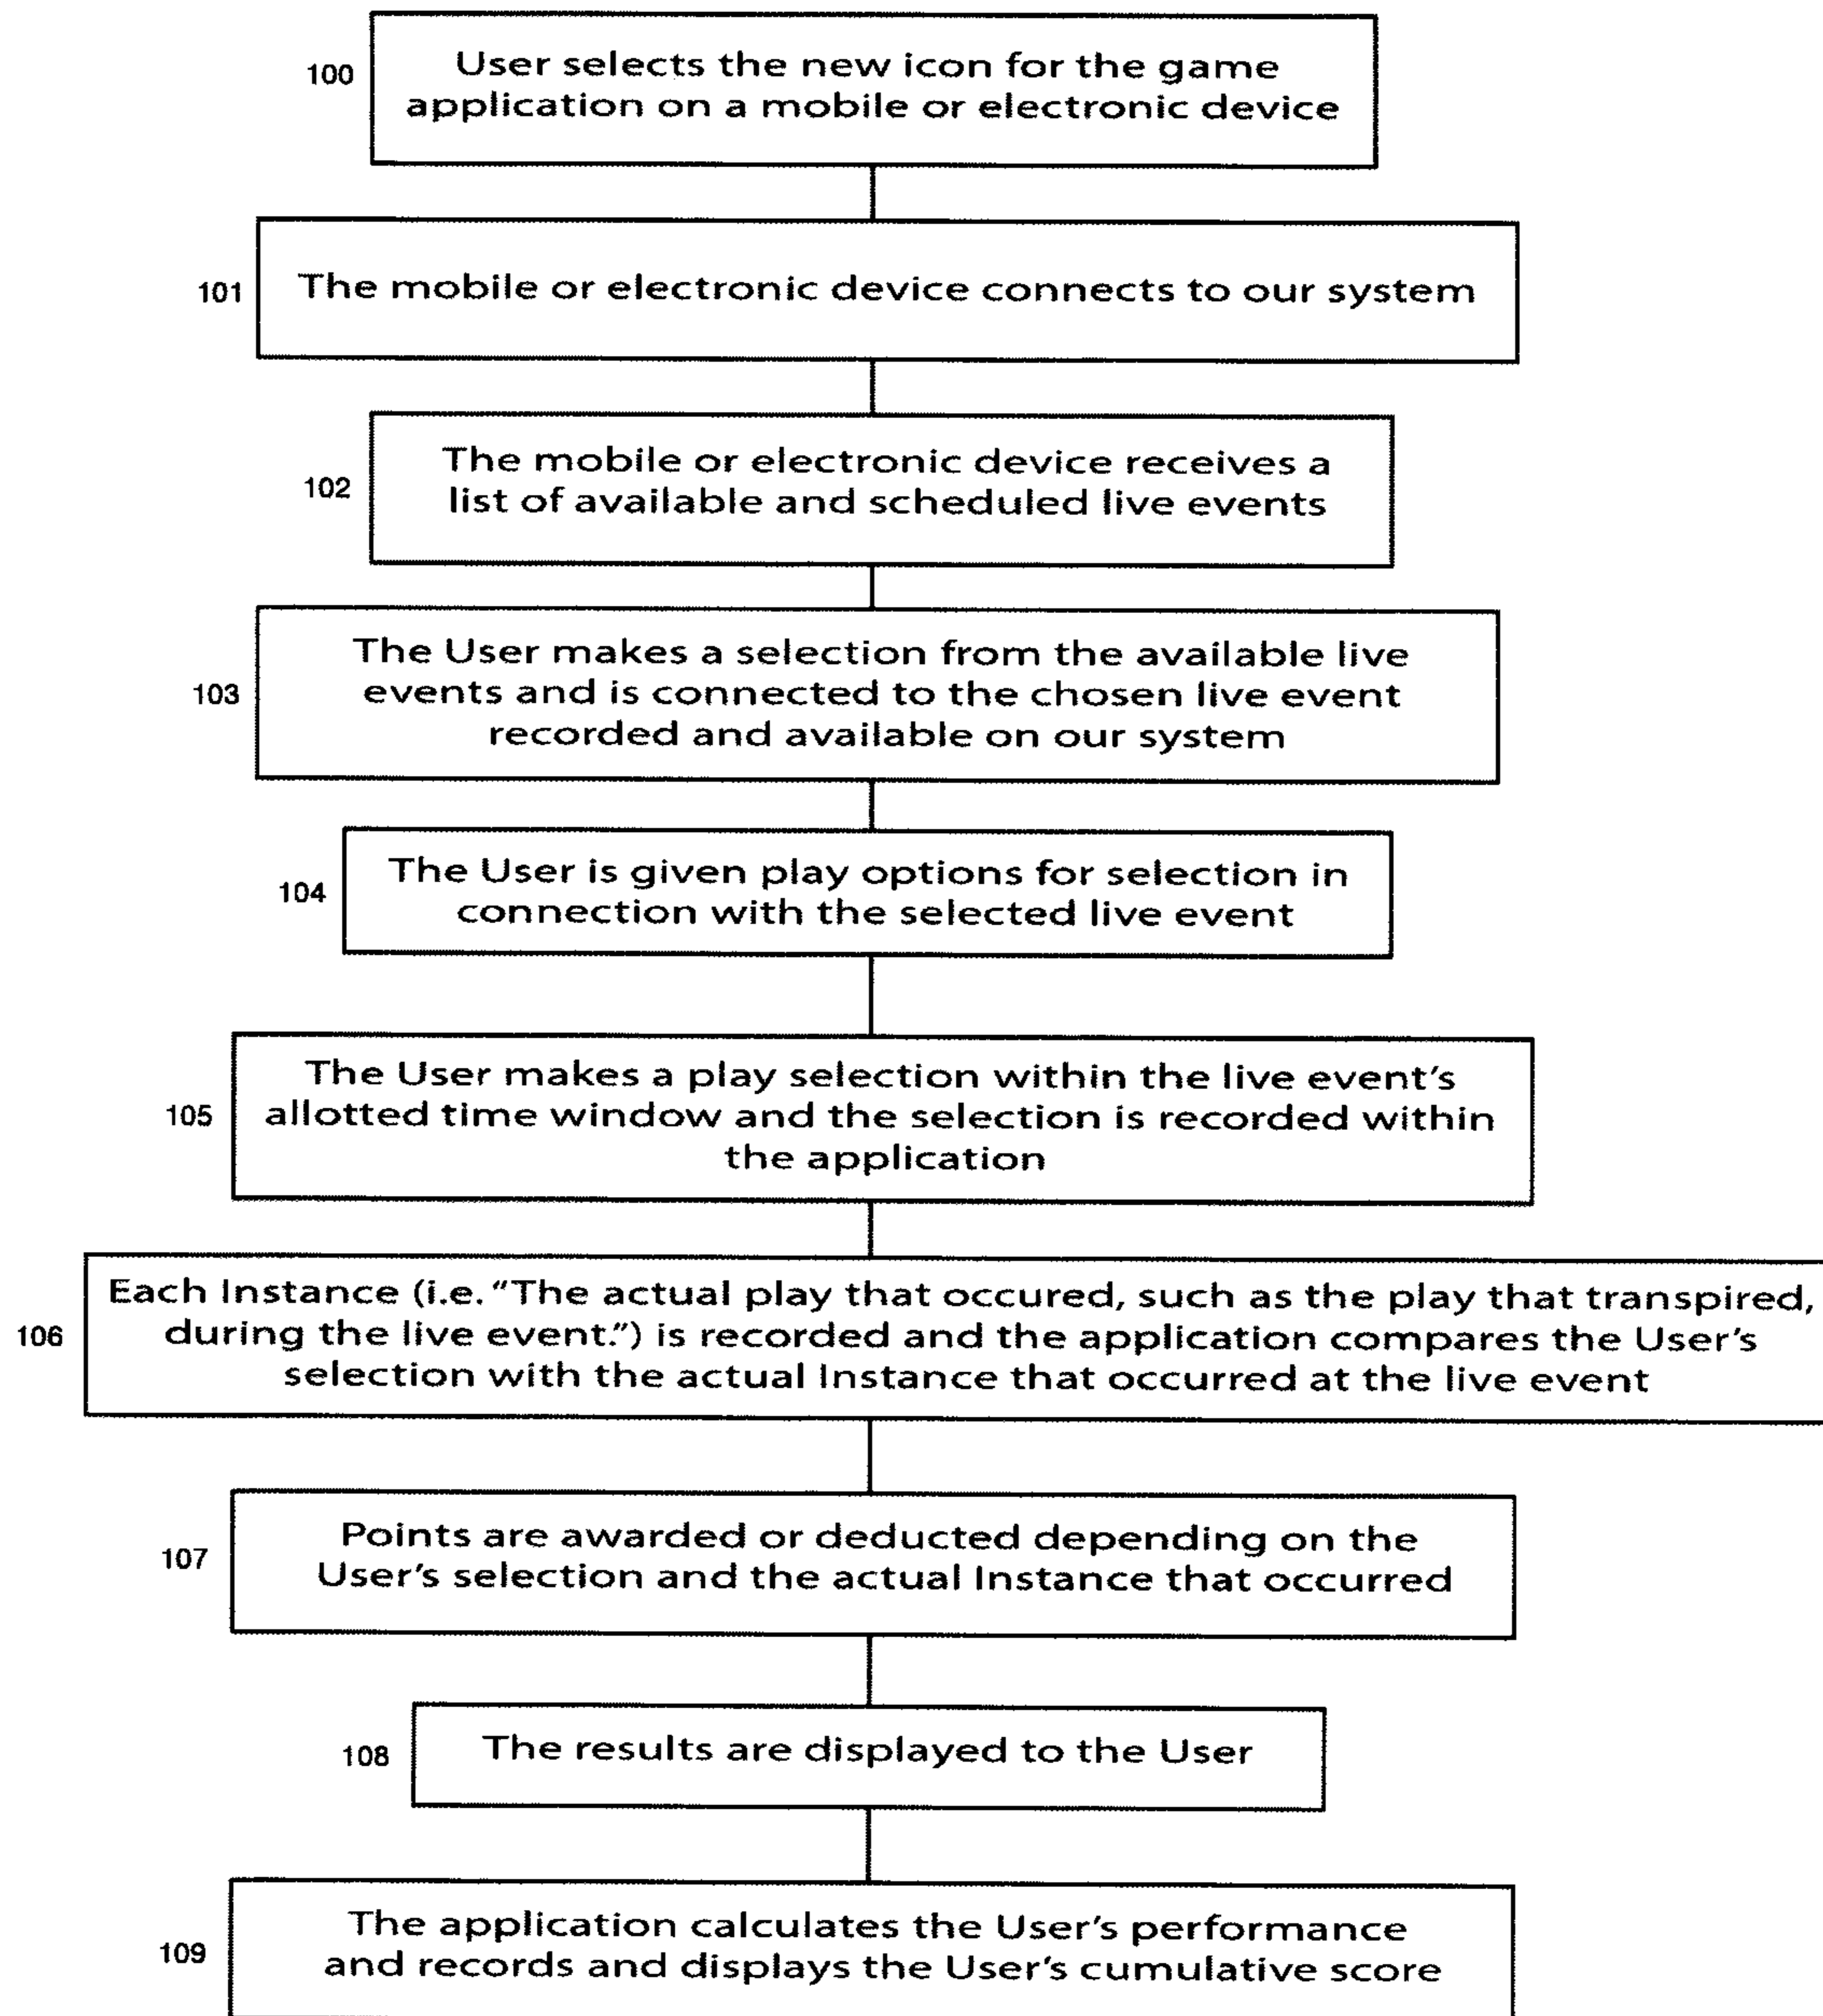 100
User selects the new icon for the game
application on a mobile or electronic device
101
The mobile or electronic device connects to our system
102
The mobile or electronic device receives a
list of available and scheduled live events
103
The User makes a selection from the available live
events and is connected to the chosen live event
recorded and available on our system
104
The User is given play options for selection in
connection with the selected live event
105
The User makes a play selection within the live event's
allotted time window and the selection is recorded within
the application
106
Each Instance (i.e. "The actual play that occured, such as the play that transpired,
during the live event.") is recorded and the application compares the User's
selection with the actual Instance that occurred at the live event
107
Points are awarded or deducted depending on the
User's selection and the actual Instance that occurred
108
The results are displayed to the User
109
The application calculates the User's performance
and records and displays the User's cumulative score